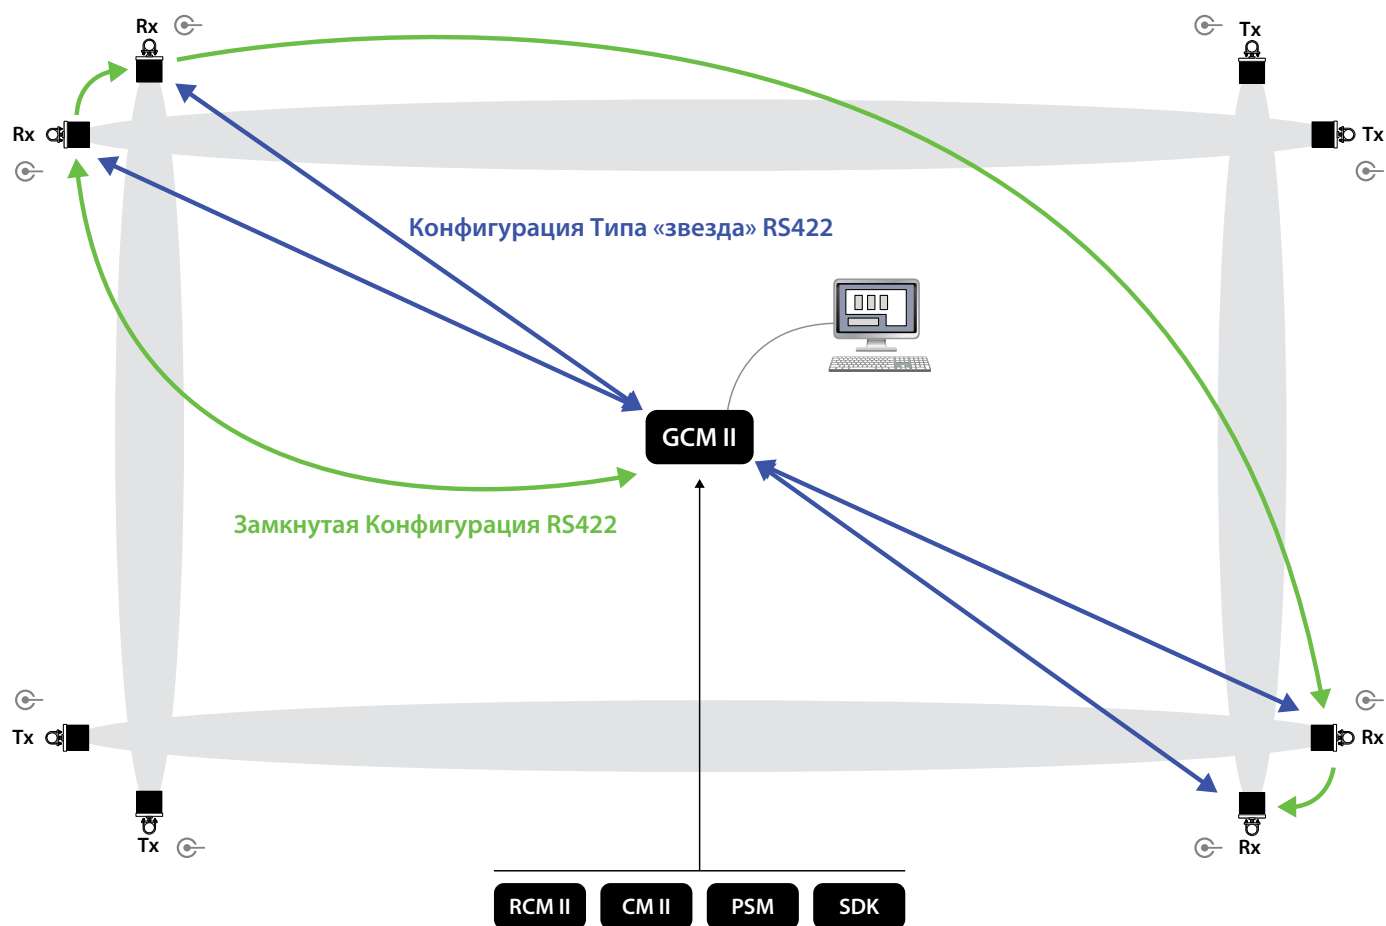 Rx
Tx
Rx
Tx
Конфигурация Типа «звезда» RS422
GCM II
Замкнутая Конфигурация RS422
Tx
Rx
Tx
Rx
RCM II
CM II
PSM
SDK